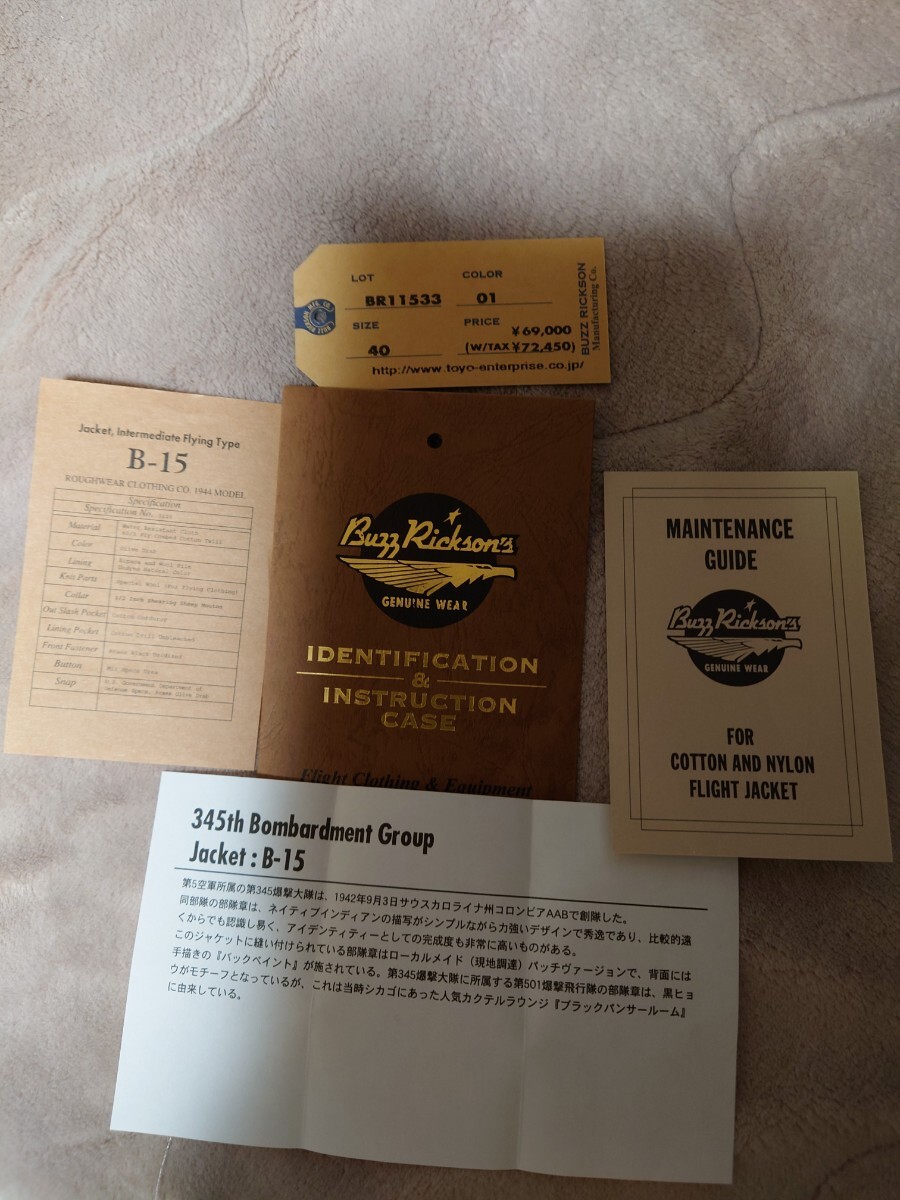 LOT
BR11533
COLOR
01
SIZE
40
PRICE
¥69,000
(W/TAX ¥72,450)
http://www.toyo-enterprise.co.jp/
BUZZ RICKSON
Manufacturing Co.
Jacket, Intermediate Flying Type
B-15
ROUGHWEAR CLOTHING CO. 1944 MODEL
Specification
Specification No.
Material
Color
Lining
Knit Parts
Collar
Out Slash Pocket
Lining Pocket
Front Fastener
Button
Snap
Buzz Rickson's
GENUINE WEAR
IDENTIFICATION
&
INSTRUCTION
CASE
Flight Clothing & Equipment
MAINTENANCE
GUIDE
Buzz Rickson's
GENUINE WEAR
FOR
COTTON AND NYLON
FLIGHT JACKET
345th Bombardment Group
Jacket : B-15
第5空軍所属の第345爆撃大隊は、1942年9月3日サウスカロライナ州コロンビアAABで創隊した。
同部隊の部隊章は、ネイティブインディアンの描写がシンプルながら力強いデザインで秀逸であり、比較的遠
くからでも認識し易く、アイデンティティーとしての完成度も非常に高いものがある。
このジャケットに縫い付けられている部隊章はローカルメイド（現地調達）パッチヴァージョンで、背面には
手描きの『バックペイント』が施されている。第345爆撃大隊に所属する第501爆撃飛行隊の部隊章は、黒ヒョ
ウがモチーフとなっているが、これは当時シカゴにあった人気カクテルラウンジ『ブラックパンサールーム』
に由来している。